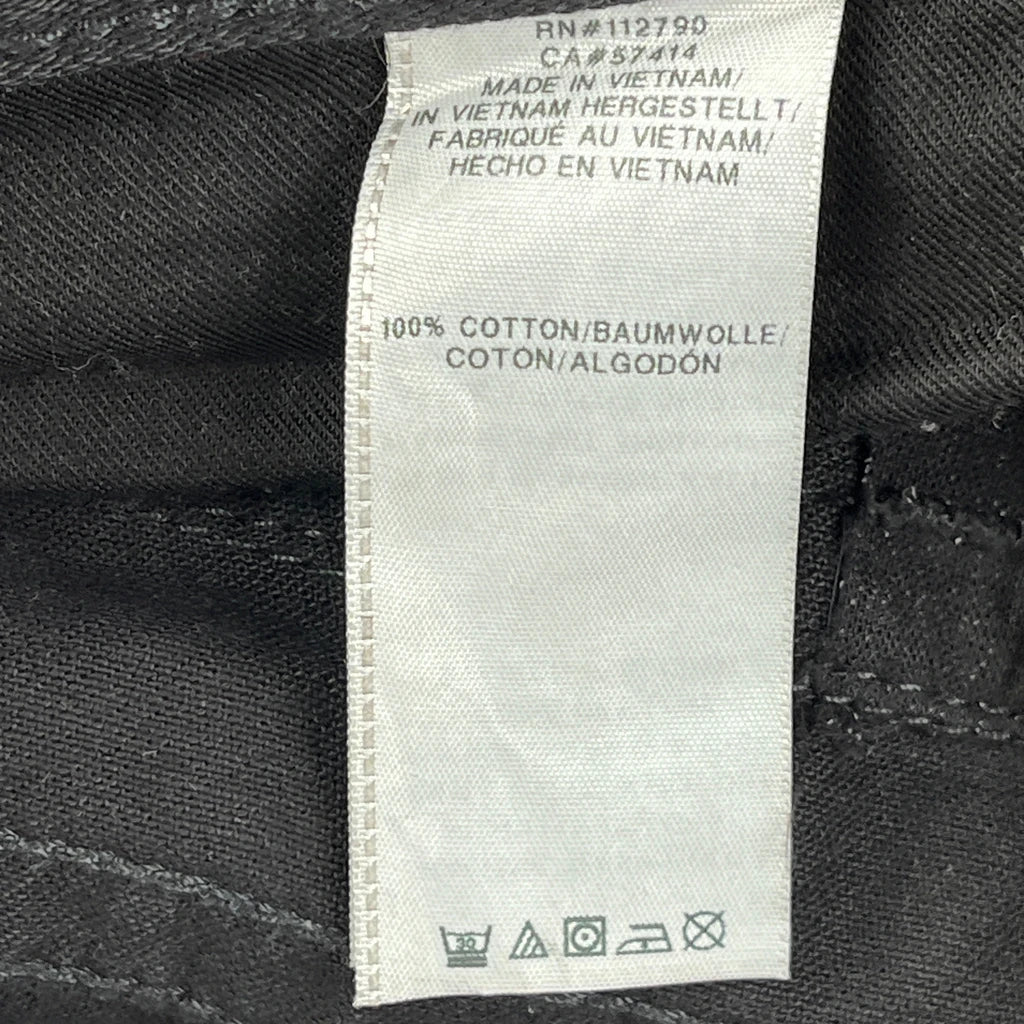 RN#112790
CA#57414
MADE IN VIETNAM/
IN VIETNAM HERGESTELLT/
FABRIQUÉ AU VIETNAM/
HECHO EN VIETNAM
100% COTTON/BAUMWOLLE/
COTON/ALGODÓN
30